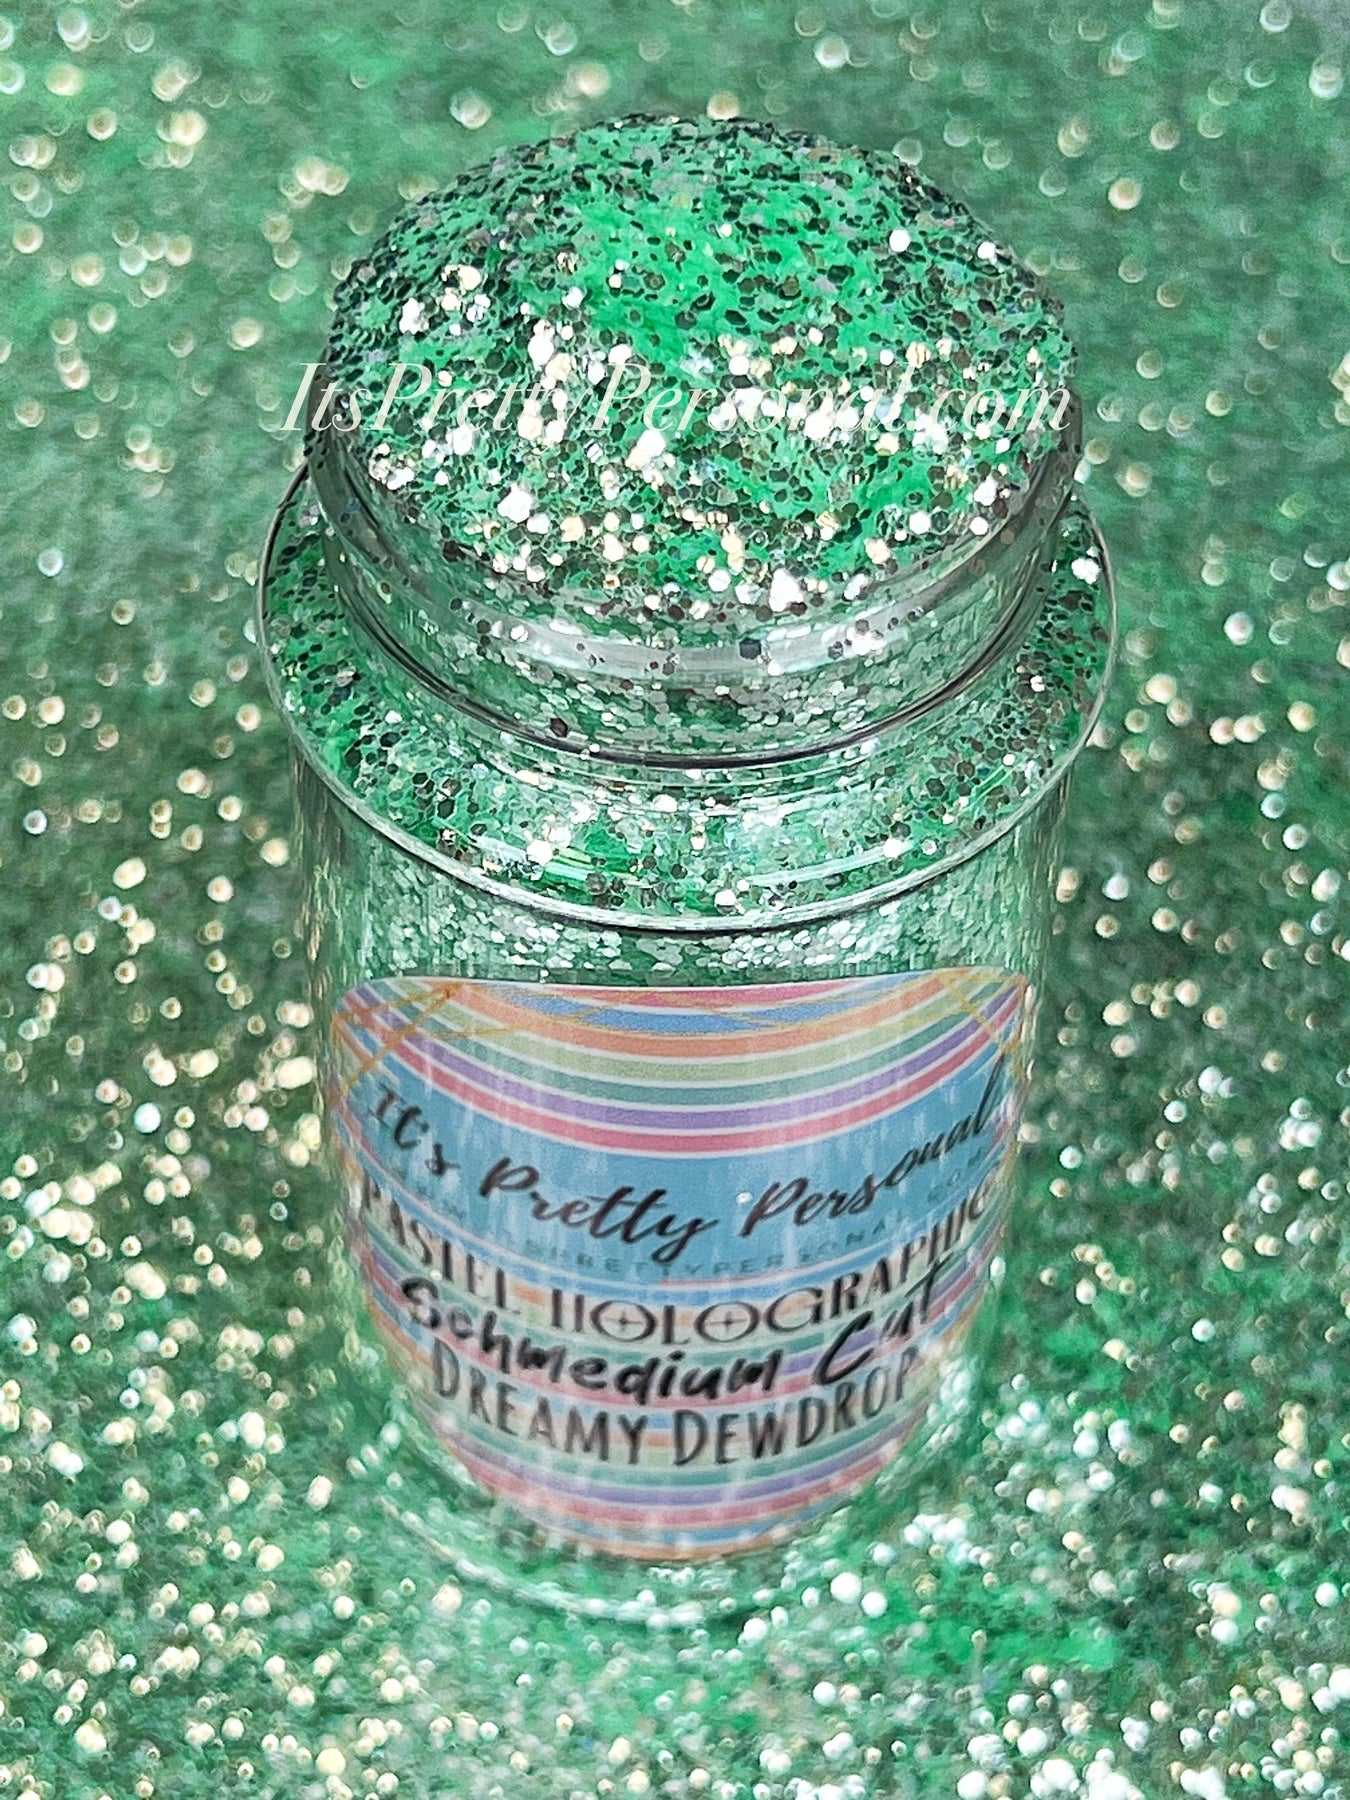 ItsPrettyPersonal.com
It's Pretty Personal
PASTEL HOLOGRAPHIC
Schmedium Cut
DREAMY DEWDROP